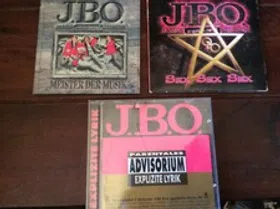 J.B.O.
MEISTER DER MUSIK
J.B.O.
Sex Sex Sex
J.B.O.
EXPLIZITE LYRIK
PARENTALES
ADVISORIUM
EXPLIZITE LYRIK